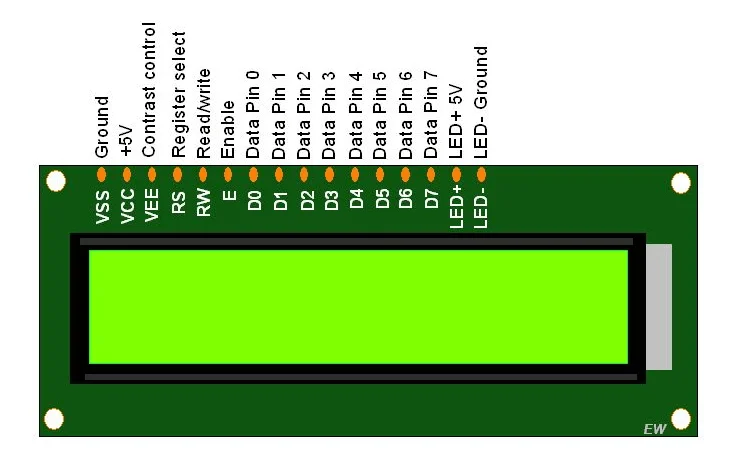 Ground
+5V
Contrast control
Register select
Read/write
Enable
Data Pin 0
Data Pin 1
Data Pin 2
Data Pin 3
Data Pin 4
Data Pin 5
Data Pin 6
Data Pin 7
LED+ 5V
LED- Ground
VSS
VCC
VEE
RS
RW
E
D0
D1
D2
D3
D4
D5
D6
D7
LED+
LED-
EW